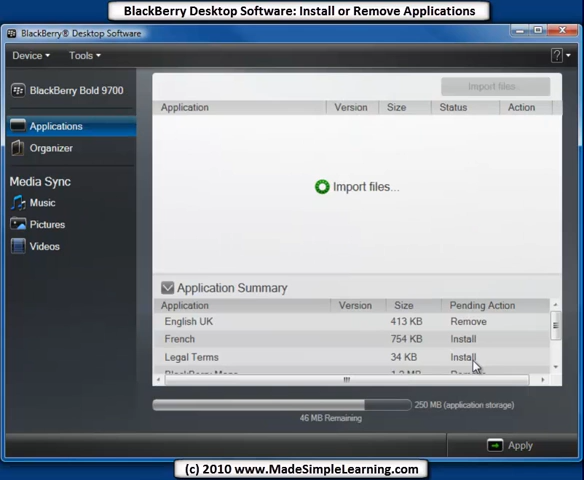 BlackBerry Desktop Software: Install or Remove Applications
BlackBerry® Desktop Software
Device Tools ?
BlackBerry Bold 9700
Applications
Organizer
Media Sync
Music
Pictures
Videos
Import files...
Application Version Size Status Action
Import files...
Application Summary
Application Version Size Pending Action
English UK 413 KB Remove
French 754 KB Install
Legal Terms 34 KB Install
250 MB (application storage)
46 MB Remaining
Apply
(c) 2010 www.MadeSimpleLearning.com